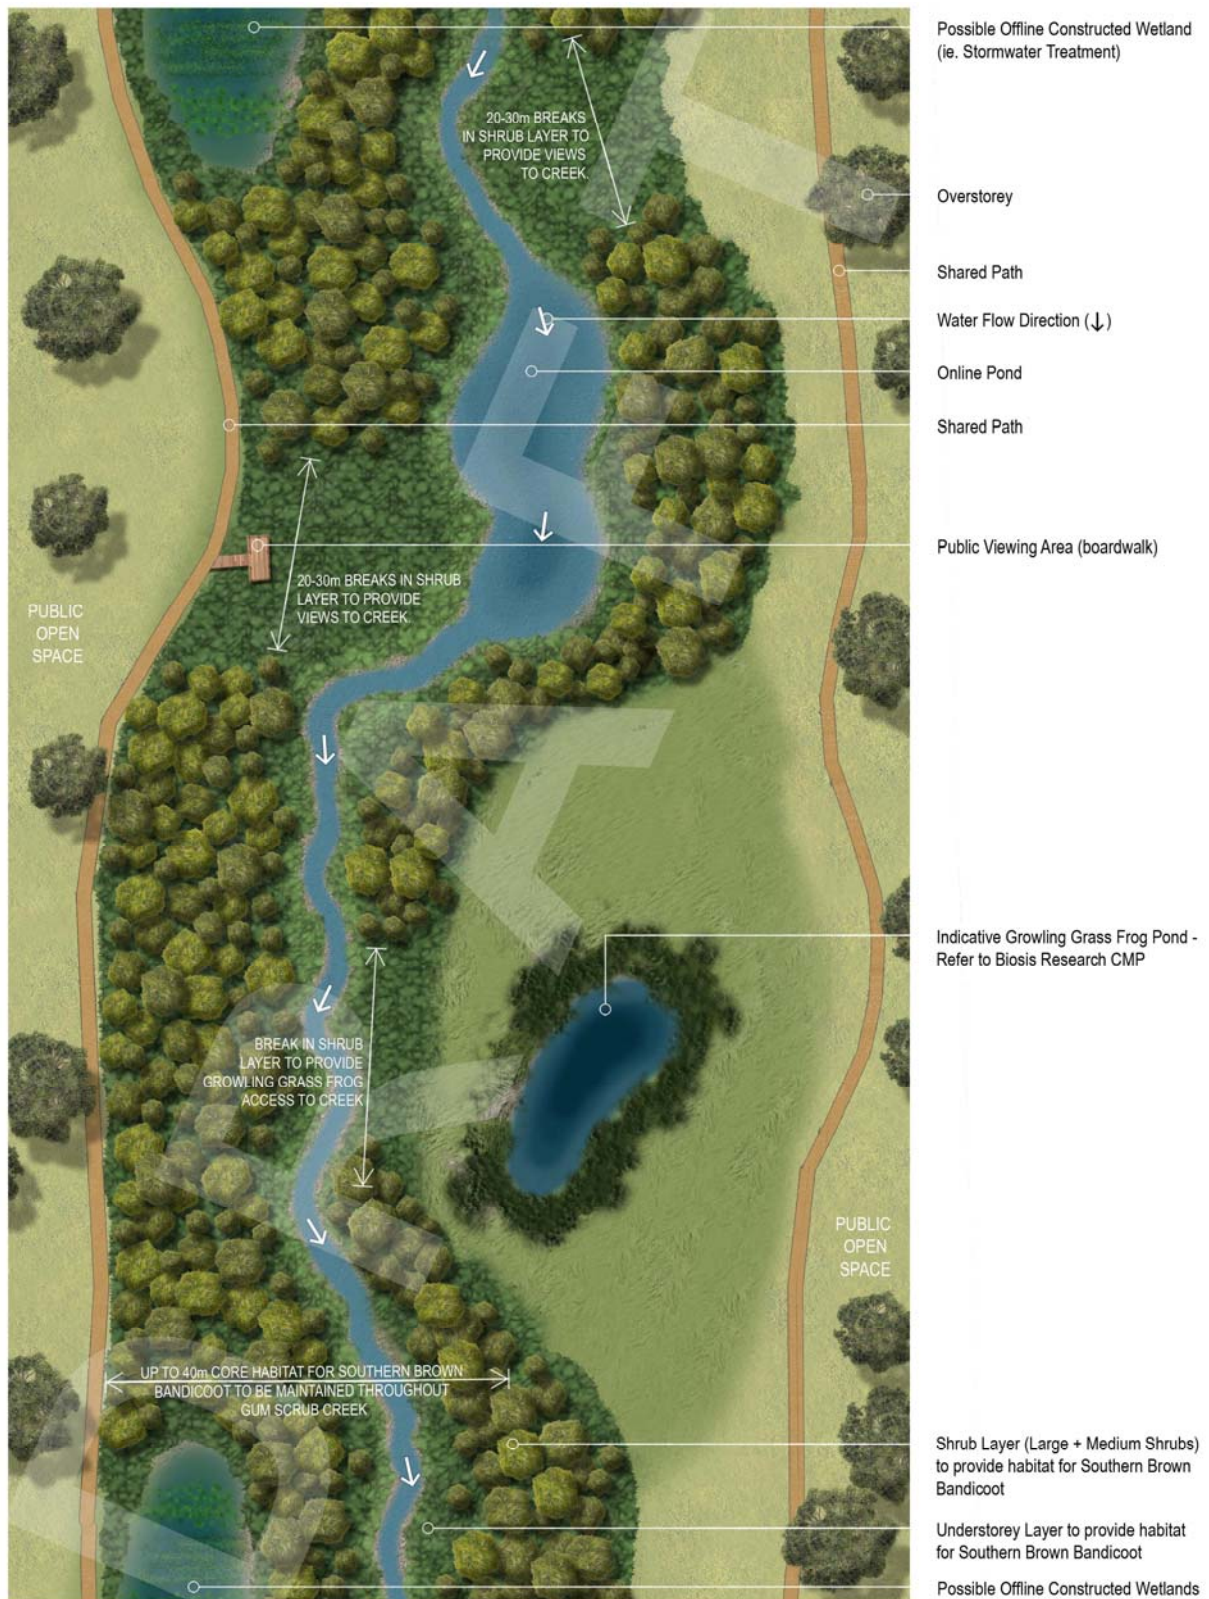 Possible Offline Constructed Wetland
(ie. Stormwater Treatment)
20-30m BREAKS
IN SHRUB LAYER TO
PROVIDE VIEWS
TO CREEK.
Overstorey
Shared Path
Water Flow Direction (↓)
Online Pond
Shared Path
Public Viewing Area (boardwalk)
20-30m BREAKS IN SHRUB
LAYER TO PROVIDE
VIEWS TO CREEK.
PUBLIC
OPEN
SPACE
Indicative Growling Grass Frog Pond -
Refer to Biosis Research CMP
BREAK IN SHRUB
LAYER TO PROVIDE
GROWLING GRASS FROG
ACCESS TO CREEK
PUBLIC
OPEN
SPACE
UP TO 40m CORE HABITAT FOR SOUTHERN BROWN
BANDICOOT TO BE MAINTAINED THROUGHOUT
GUM SCRUB CREEK
Shrub Layer (Large + Medium Shrubs)
to provide habitat for Southern Brown
Bandicoot
Understorey Layer to provide habitat
for Southern Brown Bandicoot
Possible Offline Constructed Wetlands
DRAFT